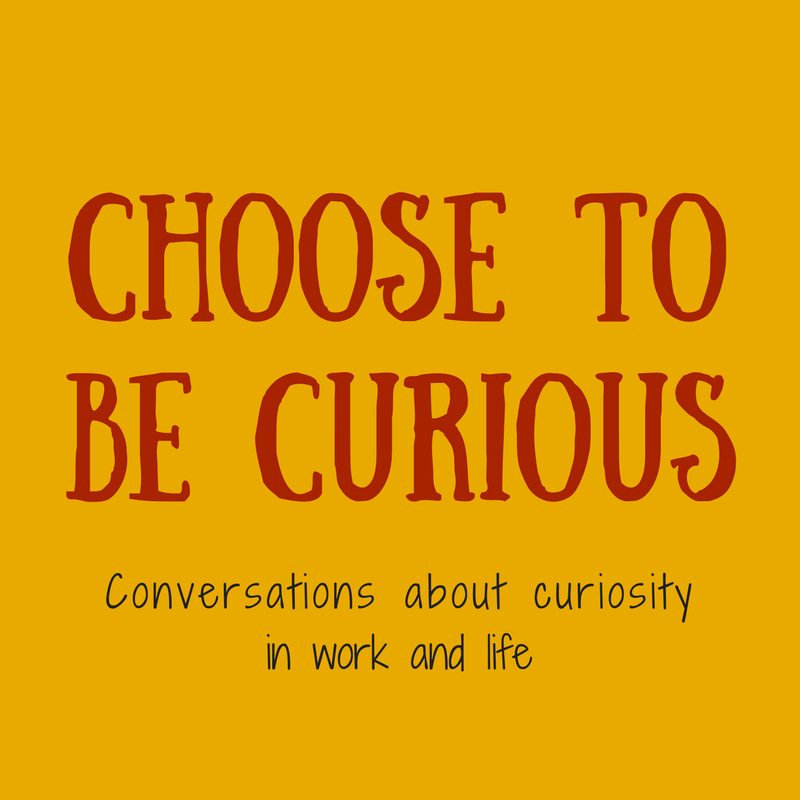 CHOOSE TO
BE CURIOUS
Conversations about curiosity
in work and life